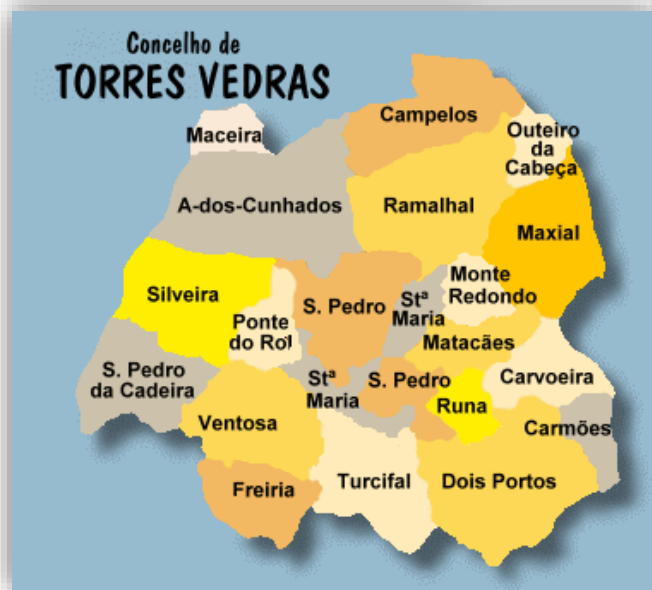 Concelho de
TORRES VEDRAS
Campelos
Maceira
Outeiro
da
Cabeça
A-dos-Cunhados
Ramalhal
Maxial
Silveira
S. Pedro
Stª
Maria
Monte
Redondo
Ponte
do Rol
Matacães
S. Pedro
da Cadeira
Stª
Maria
S. Pedro
Carvoeira
Runa
Ventosa
Carmões
Freiria
Turcifal
Dois Portos